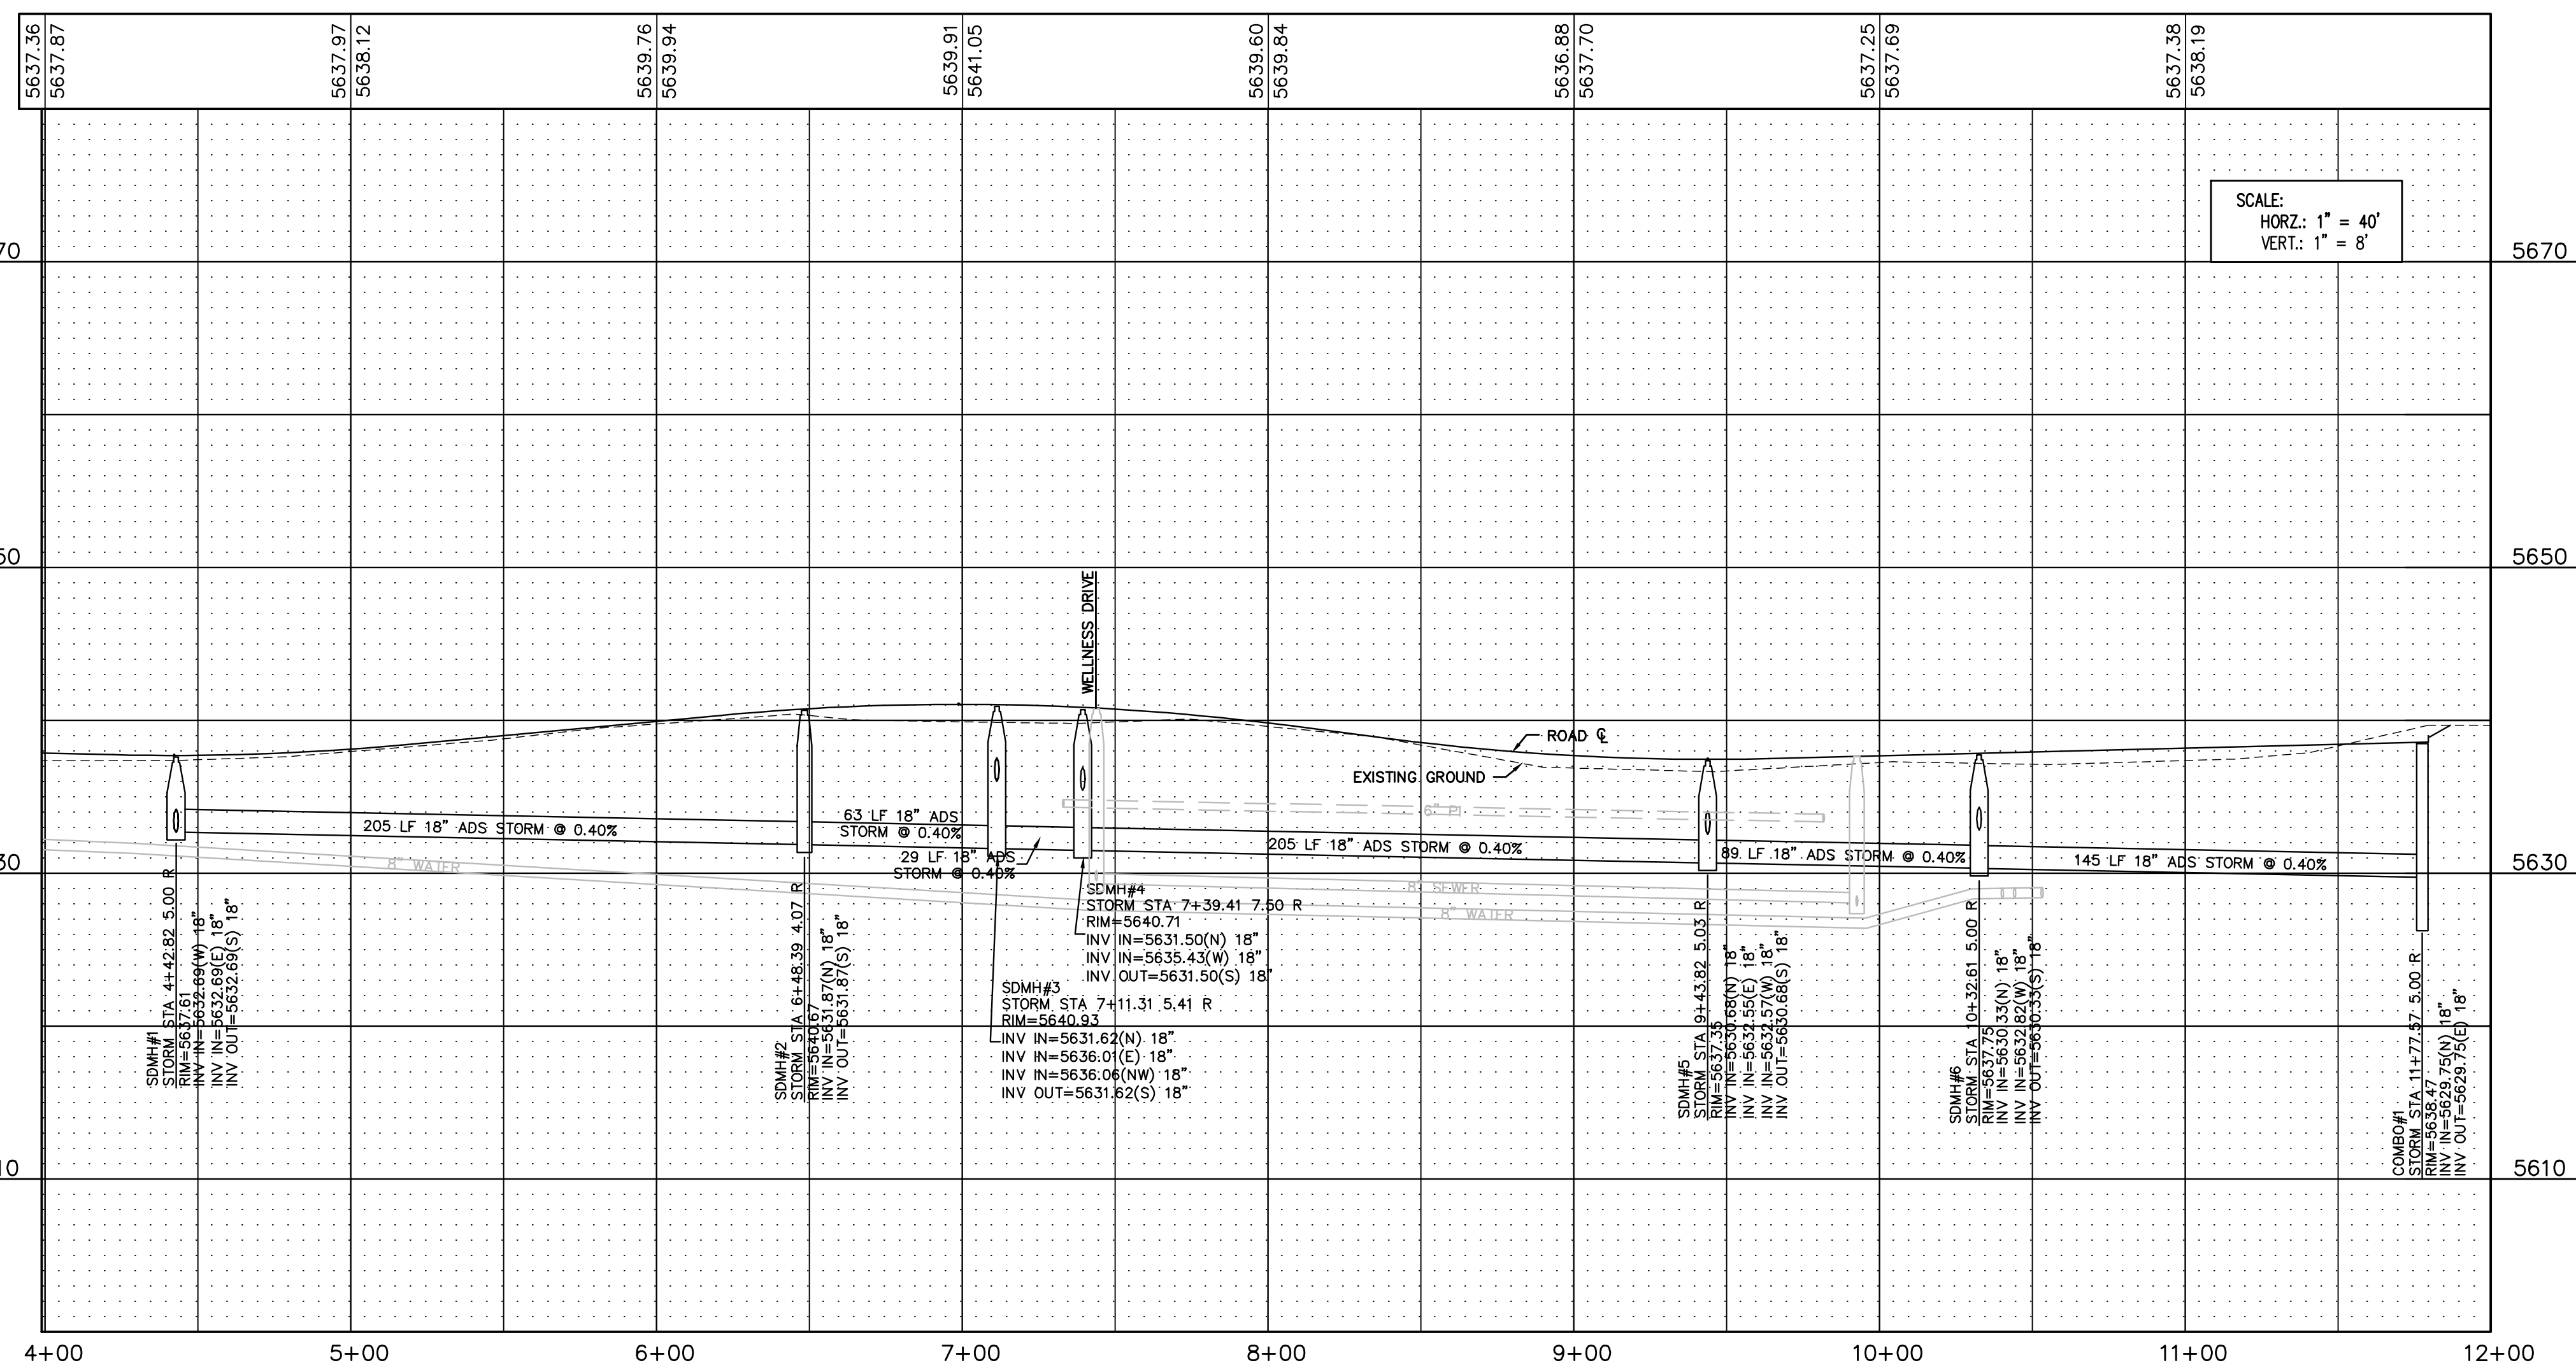 5637.36
5637.87
5637.97
5638.12
5639.76
5639.94
5639.91
5641.05
5639.60
5639.84
5636.88
5637.70
5637.25
5637.69
5637.38
5638.19
SCALE:
HORZ.: 1" = 40'
VERT.: 1" = 8'
70
5670
50
5650
WELLNESS DRIVE
ROAD ℄
EXISTING GROUND
6" PI
205 LF 18" ADS STORM @ 0.40%
63 LF 18" ADS
STORM @ 0.40%
29 LF 18" ADS
STORM @ 0.40%
205 LF 18" ADS STORM @ 0.40%
89 LF 18" ADS STORM @ 0.40%
145 LF 18" ADS STORM @ 0.40%
30
5630
8" WATER
8" SEWER
8" WATER
SDMH#1
STORM STA 4+42.82 5.00 R
RIM=5637.61
INV IN=5632.69(W) 18"
INV IN=5632.69(E) 18"
INV OUT=5632.69(S) 18"
SDMH#2
STORM STA 6+48.39 4.07 R
RIM=5640.67
INV IN=5631.87(N) 18"
INV OUT=5631.87(S) 18"
SDMH#4
STORM STA 7+39.41 7.50 R
RIM=5640.71
INV IN=5631.50(N) 18"
INV IN=5635.43(W) 18"
INV OUT=5631.50(S) 18"
SDMH#3
STORM STA 7+11.31 5.41 R
RIM=5640.93
INV IN=5631.62(N) 18"
INV IN=5636.01(E) 18"
INV IN=5636.06(NW) 18"
INV OUT=5631.62(S) 18"
SDMH#5
STORM STA 9+43.82 5.03 R
RIM=5637.35
INV IN=5630.68(N) 18"
INV IN=5632.55(E) 18"
INV IN=5632.57(W) 18"
INV OUT=5630.68(S) 18"
SDMH#6
STORM STA 10+32.61 5.00 R
RIM=5637.75
INV IN=5630.33(N) 18"
INV IN=5632.82(W) 18"
INV OUT=5630.33(S) 18"
COMBO#1
STORM STA 11+77.57 5.00 R
RIM=5638.47
INV IN=5629.75(N) 18"
INV OUT=5629.75(E) 18"
10
5610
4+00
5+00
6+00
7+00
8+00
9+00
10+00
11+00
12+00